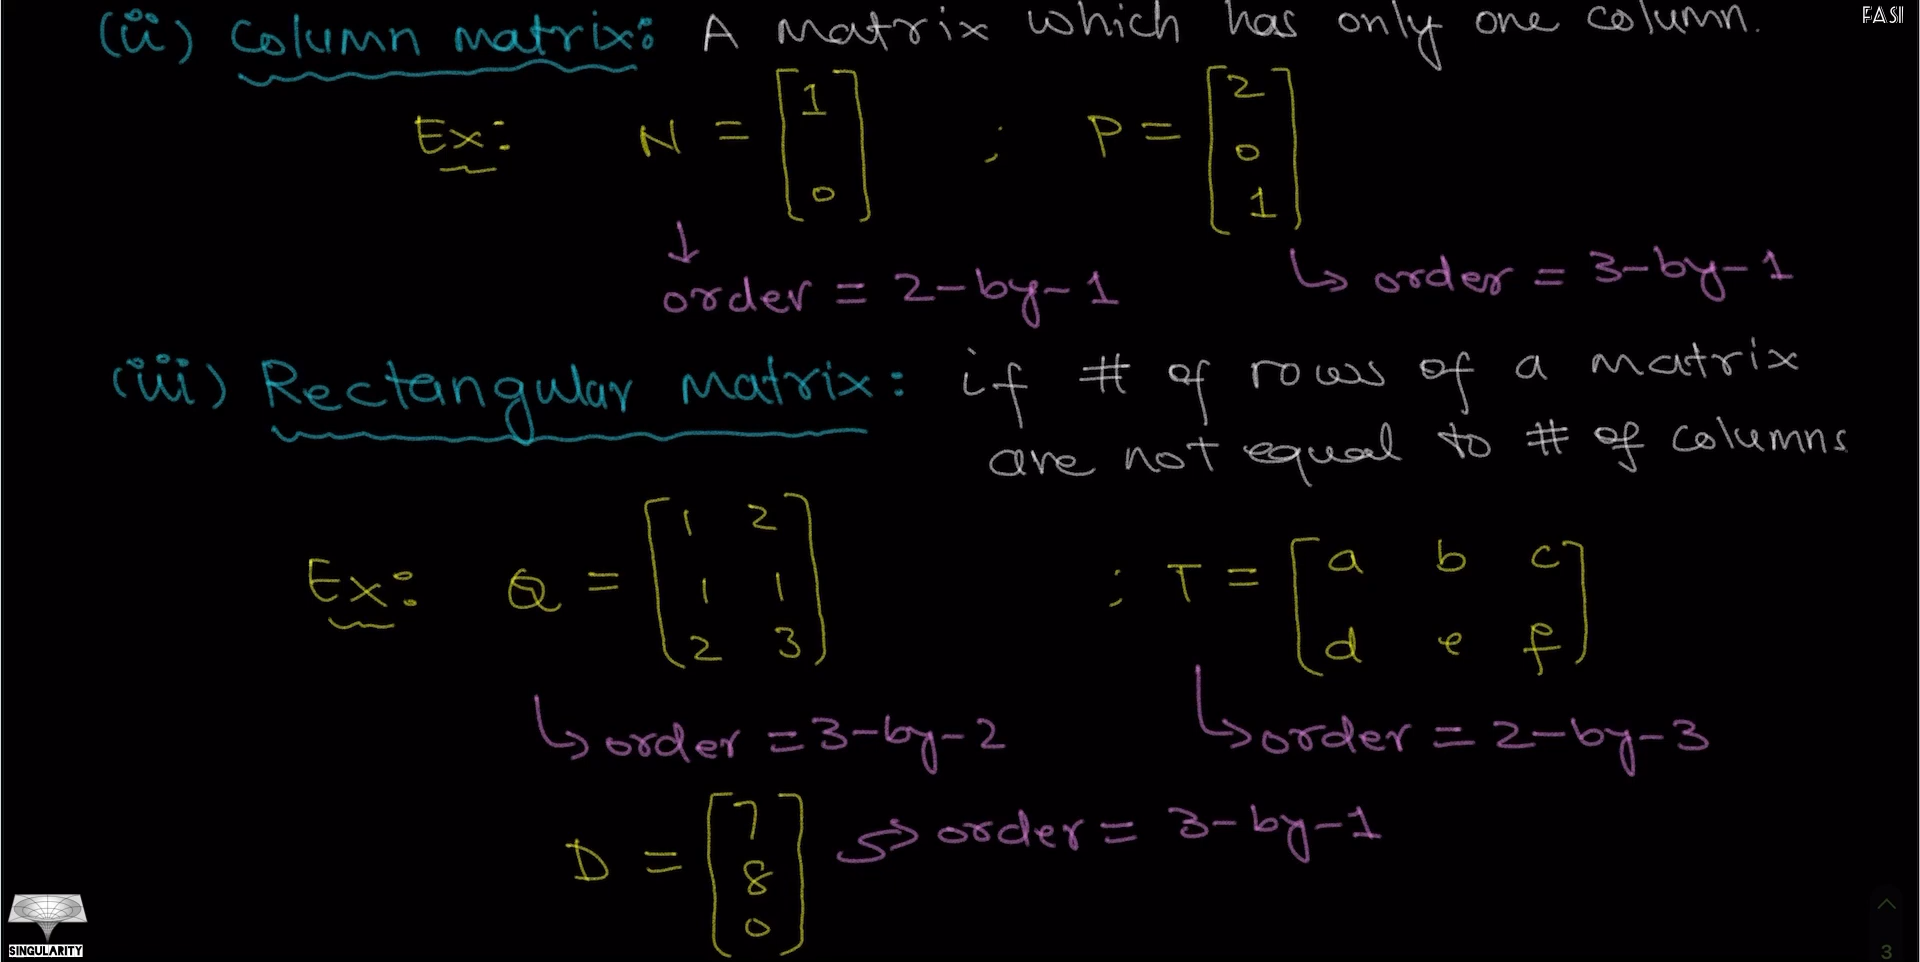 (ii) Column matrix: A matrix which has only one column.
FASI
Ex: N = [1 0] ; P = [2 0 1]
↓ order = 2-by-1
↳ order = 3-by-1
(iii) Rectangular matrix: if # of rows of a matrix
are not equal to # of columns
Ex: Q = [1 2
1 1
2 3]
; T = [a b c
d e f]
↳ order = 3-by-2
↳ order = 2-by-3
D = [7 8 0] → order = 3-by-1
SINGULARITY
3